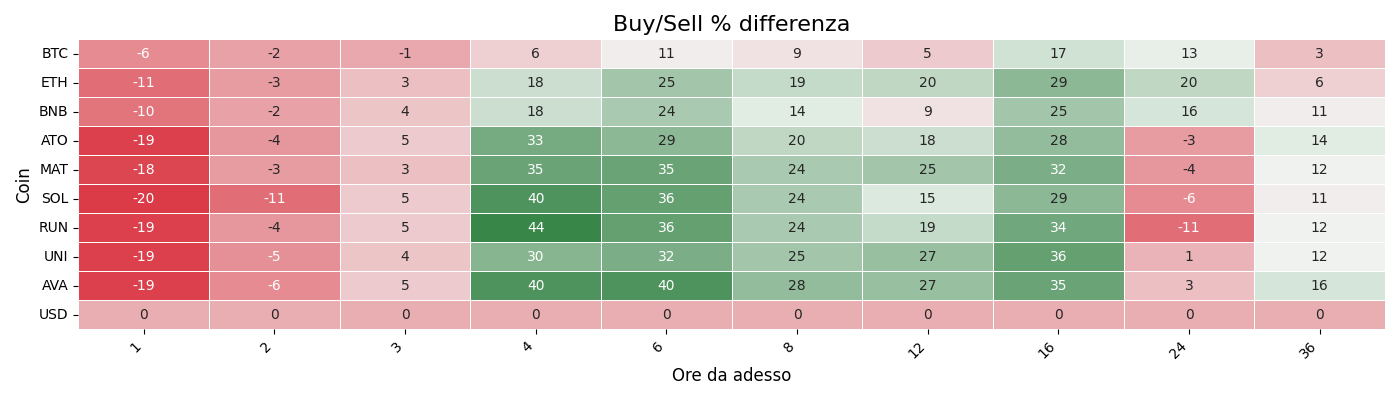 Buy/Sell % differenza
BTC -6 -2 -1 6 11 9 5 17 13 3
ETH -11 -3 3 18 25 19 20 29 20 6
BNB -10 -2 4 18 24 14 9 25 16 11
ATO -19 -4 5 33 29 20 18 28 -3 14
MAT -18 -3 3 35 35 24 25 32 -4 12
SOL -20 -11 5 40 36 24 15 29 -6 11
RUN -19 -4 5 44 36 24 19 34 -11 12
UNI -19 -5 4 30 32 25 27 36 1 12
AVA -19 -6 5 40 40 28 27 35 3 16
USD 0 0 0 0 0 0 0 0 0 0
Coin
1 2 3 4 6 8 12 16 24 36
Ore da adesso